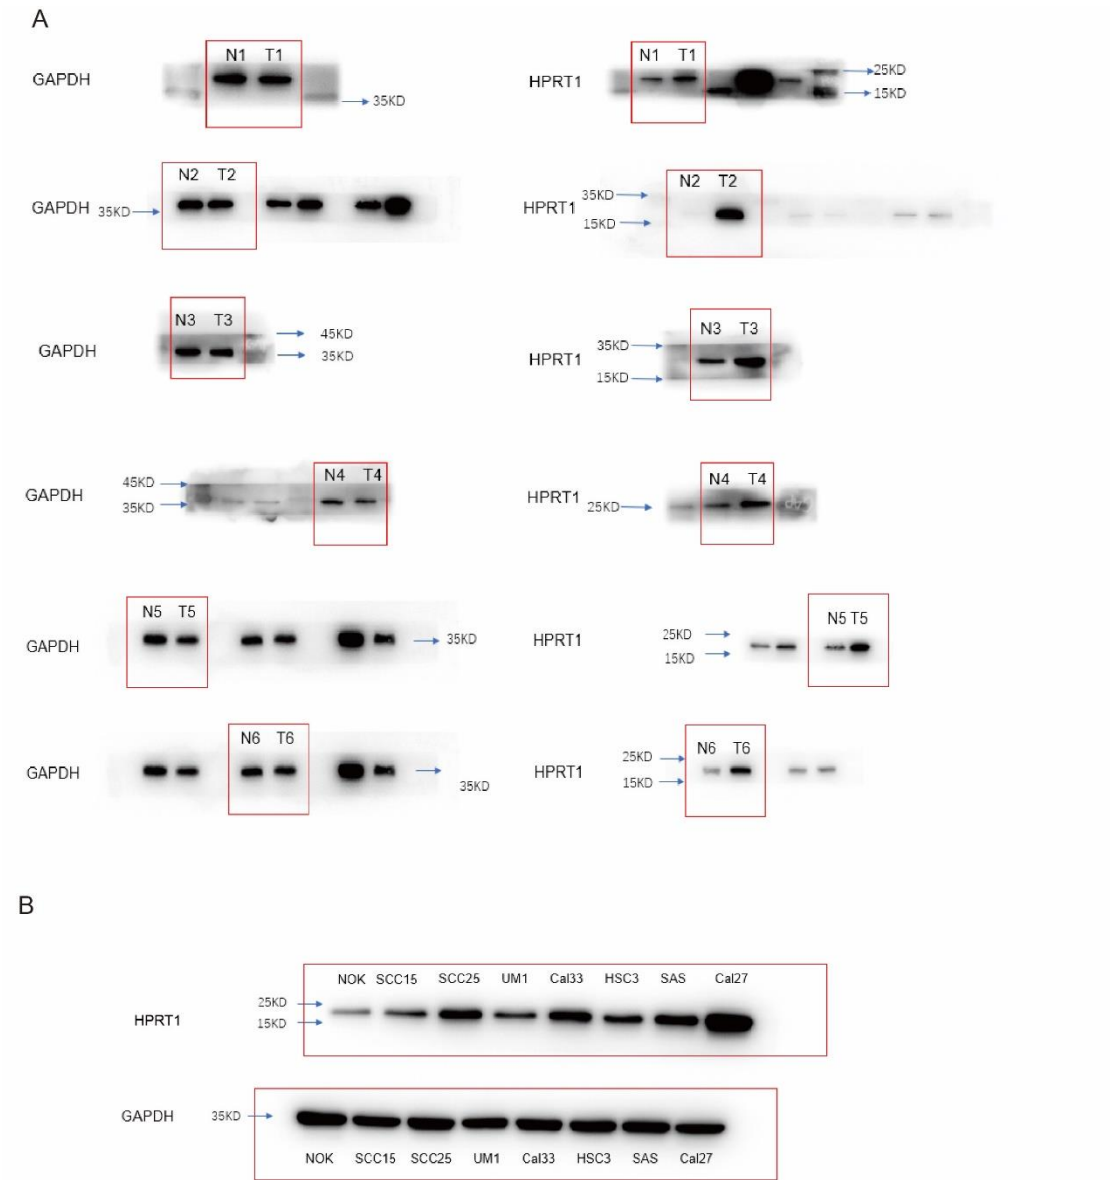 A
N1 T1
GAPDH
35KD
N1 T1
HPRT1
25KD
15KD
N2 T2
GAPDH
35KD
N2 T2
HPRT1
35KD
15KD
N3 T3
GAPDH
45KD
35KD
N3 T3
HPRT1
35KD
15KD
N4 T4
GAPDH
45KD
35KD
N4 T4
HPRT1
25KD
N5 T5
GAPDH
35KD
N5 T5
HPRT1
25KD
15KD
N6 T6
GAPDH
35KD
N6 T6
HPRT1
25KD
15KD
B
NOK SCC15 SCC25 UM1 Cal33 HSC3 SAS Cal27
HPRT1
25KD
15KD
GAPDH
35KD
NOK SCC15 SCC25 UM1 Cal33 HSC3 SAS Cal27